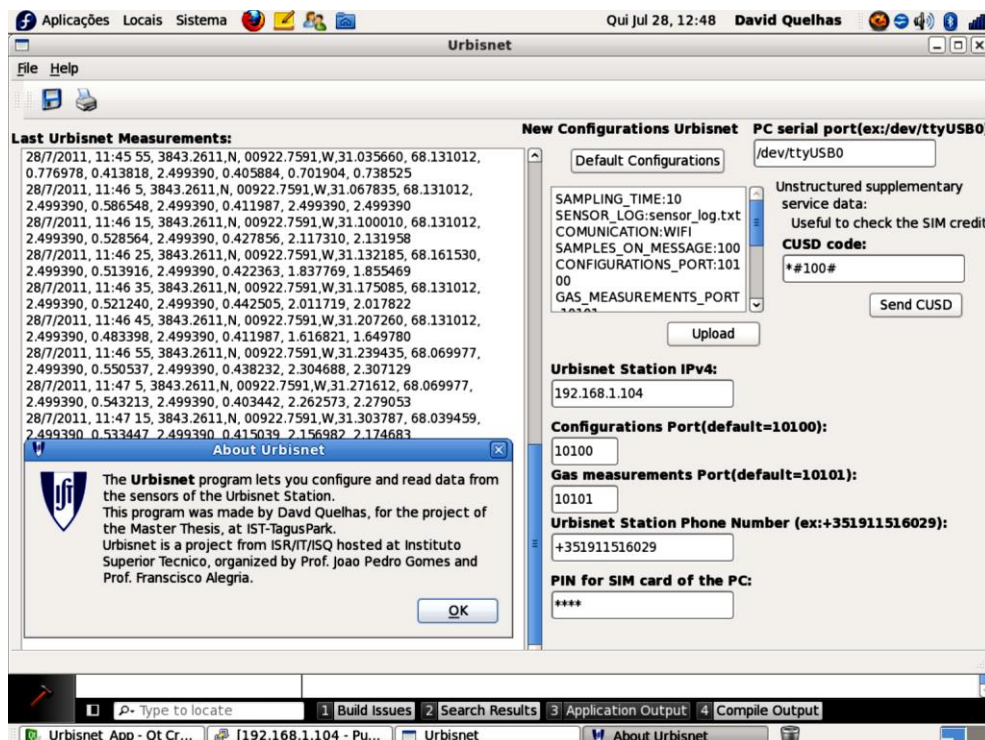 Aplicações Locais Sistema
Qui Jul 28, 12:48 David Quelhas
Urbisnet
File Help
Last Urbisnet Measurements:
28/7/2011, 11:45 55, 3843.2611,N, 00922.7591,W,31.035660, 68.131012,
0.776978, 0.413818, 2.499390, 0.405884, 0.701904, 0.738525
28/7/2011, 11:46 5, 3843.2611,N, 00922.7591,W,31.067835, 68.131012,
2.499390, 0.586548, 2.499390, 0.411987, 2.499390, 2.499390
28/7/2011, 11:46 15, 3843.2611,N, 00922.7591,W,31.100010, 68.131012,
2.499390, 0.528564, 2.499390, 0.427856, 2.117310, 2.131958
28/7/2011, 11:46 25, 3843.2611,N, 00922.7591,W,31.132185, 68.161530,
2.499390, 0.513916, 2.499390, 0.422363, 1.837769, 1.855469
28/7/2011, 11:46 35, 3843.2611,N, 00922.7591,W,31.175085, 68.131012,
2.499390, 0.521240, 2.499390, 0.442505, 2.011719, 2.017822
28/7/2011, 11:46 45, 3843.2611,N, 00922.7591,W,31.207260, 68.131012,
2.499390, 0.483398, 2.499390, 0.411987, 1.616821, 1.649780
28/7/2011, 11:46 55, 3843.2611,N, 00922.7591,W,31.239435, 68.069977,
2.499390, 0.550537, 2.499390, 0.438232, 2.304688, 2.307129
28/7/2011, 11:47 5, 3843.2611,N, 00922.7591,W,31.271612, 68.069977,
2.499390, 0.543213, 2.499390, 0.403442, 2.262573, 2.279053
28/7/2011, 11:47 15, 3843.2611,N, 00922.7591,W,31.303787, 68.039459,
2.499390, 0.533447, 2.499390, 0.415039, 2.156982, 2.174683
About Urbisnet
IST
The Urbisnet program lets you configure and read data from
the sensors of the Urbisnet Station.
This program was made by Davd Quelhas, for the project of
the Master Thesis, at IST-TagusPark.
Urbisnet is a project from ISR/IT/ISQ hosted at Instituto
Superior Tecnico, organized by Prof. Joao Pedro Gomes and
Prof. Franscisco Alegria.
OK
New Configurations Urbisnet
Default Configurations
SAMPLING_TIME:10
SENSOR_LOG:sensor_log.txt
COMUNICATION:WIFI
SAMPLES_ON_MESSAGE:100
CONFIGURATIONS_PORT:101
00
GAS_MEASUREMENTS_PORT
:10101
Upload
PC serial port(ex:/dev/ttyUSB0)
/dev/ttyUSB0
Unstructured supplementary
service data:
Useful to check the SIM credit
CUSD code:
*#100#
Send CUSD
Urbisnet Station IPv4:
192.168.1.104
Configurations Port(default=10100):
10100
Gas measurements Port(default=10101):
10101
Urbisnet Station Phone Number (ex:+351911516029):
+351911516029
PIN for SIM card of the PC:
****
Type to locate
1 Build Issues 2 Search Results 3 Application Output 4 Compile Output
Urbisnet_App - Qt Cr... [192.168.1.104 - Pu... Urbisnet About Urbisnet